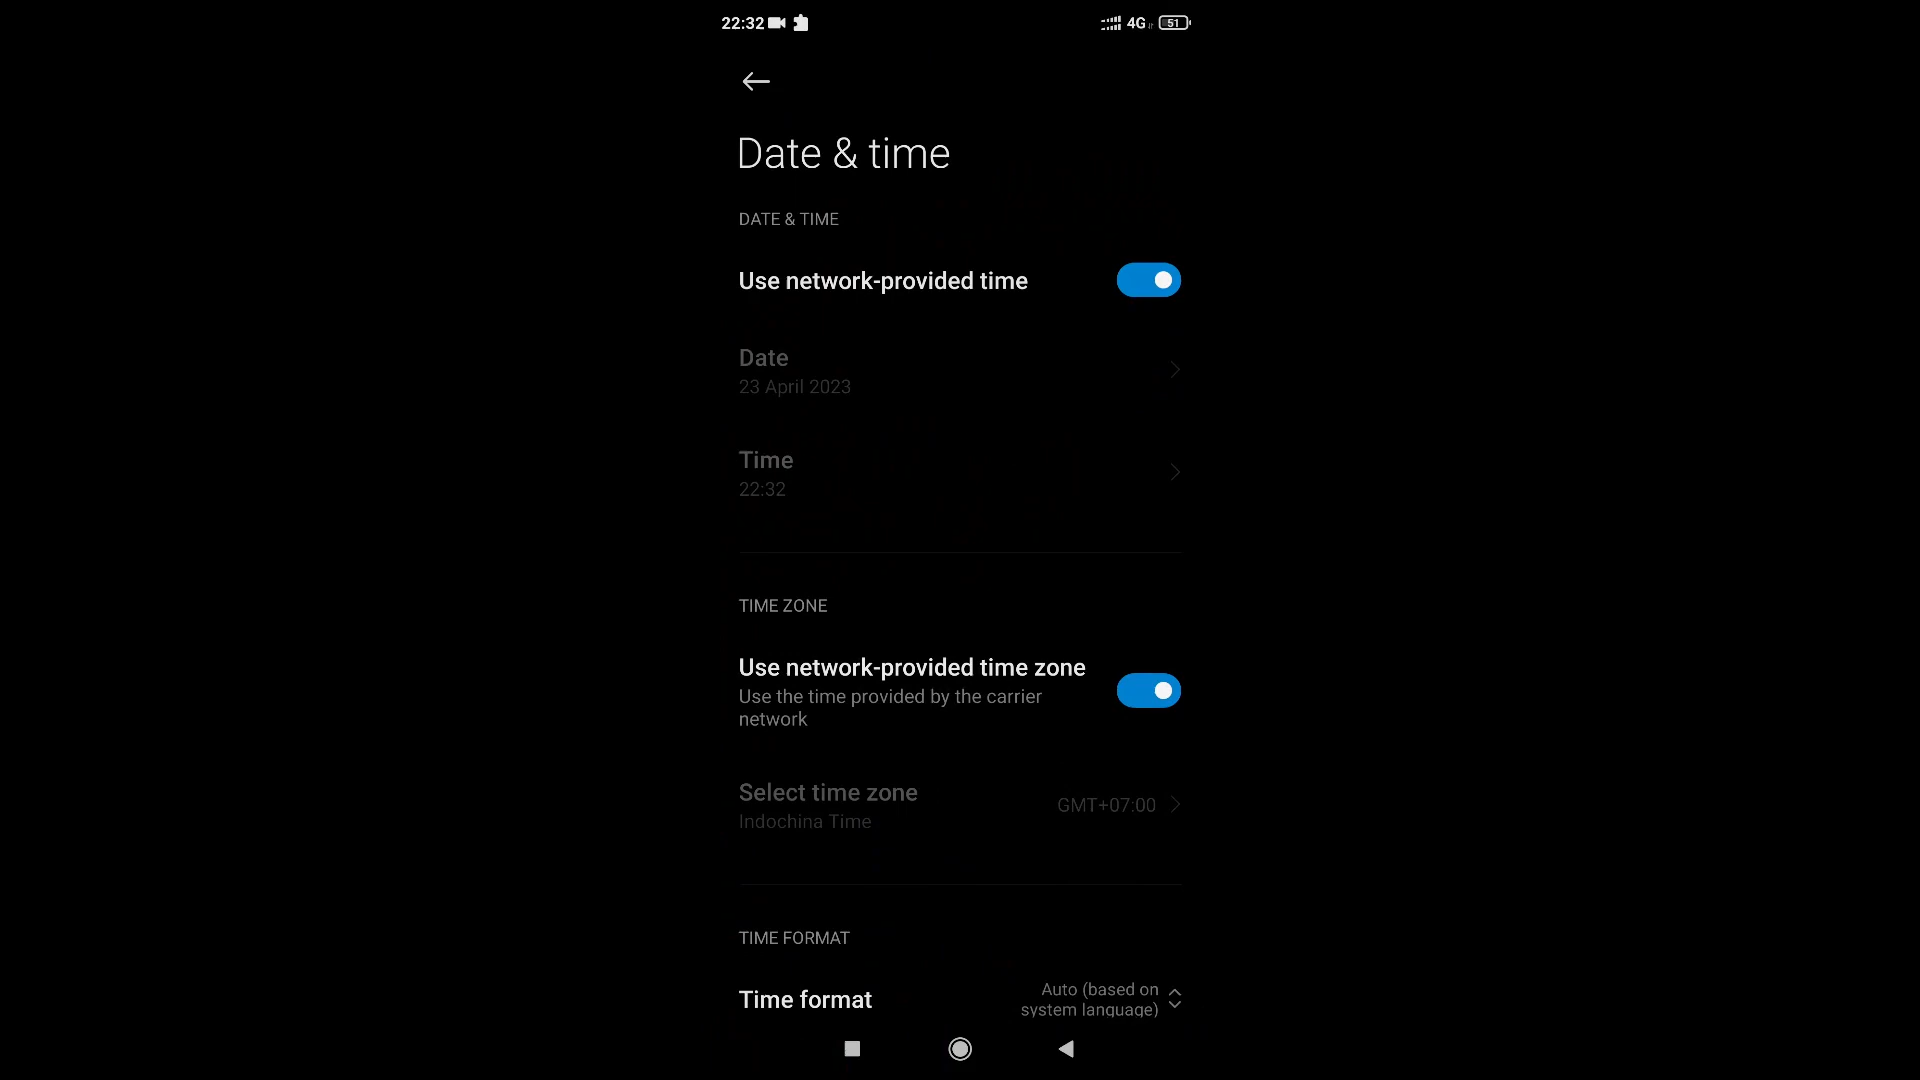 22:32
4G
51
Date & time
DATE & TIME
Use network-provided time
Date
23 April 2023
Time
22:32
TIME ZONE
Use network-provided time zone
Use the time provided by the carrier
network
Select time zone
Indochina Time
GMT+07:00
TIME FORMAT
Time format
Auto (based on
system language)